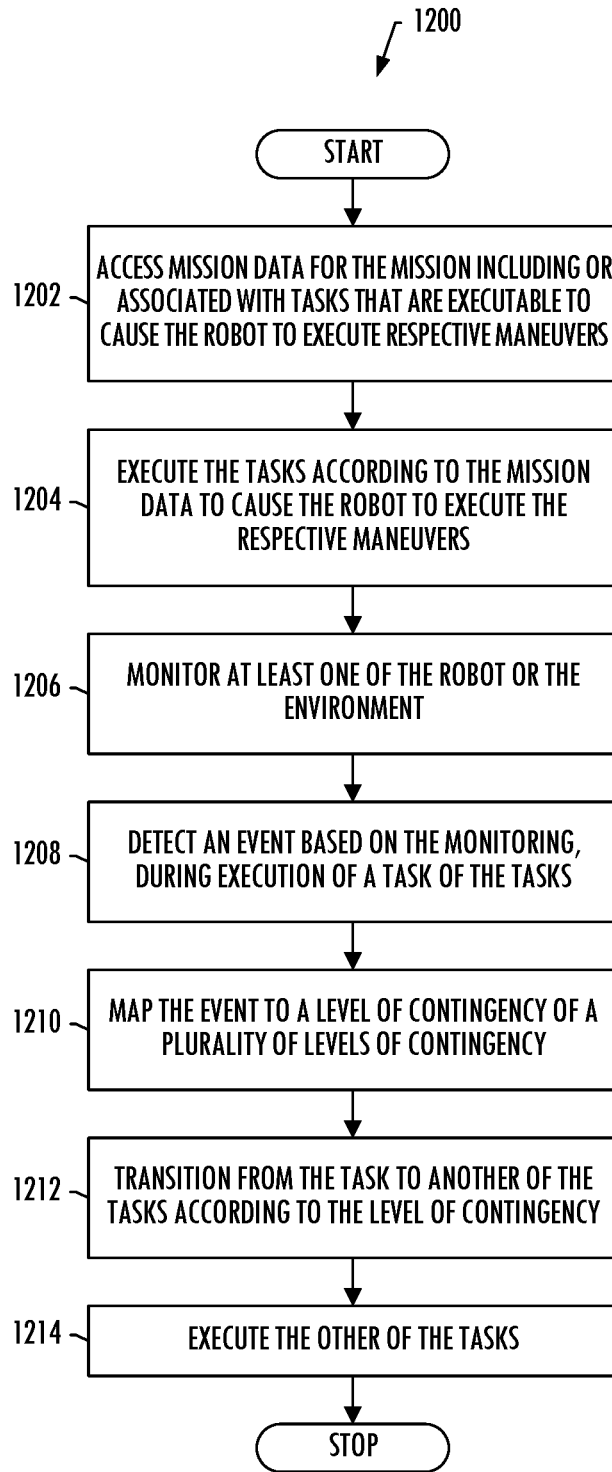 1200
START
1202
ACCESS MISSION DATA FOR THE MISSION INCLUDING OR
ASSOCIATED WITH TASKS THAT ARE EXECUTABLE TO
CAUSE THE ROBOT TO EXECUTE RESPECTIVE MANEUVERS
1204
EXECUTE THE TASKS ACCORDING TO THE MISSION
DATA TO CAUSE THE ROBOT TO EXECUTE THE
RESPECTIVE MANEUVERS
1206
MONITOR AT LEAST ONE OF THE ROBOT OR THE
ENVIRONMENT
1208
DETECT AN EVENT BASED ON THE MONITORING,
DURING EXECUTION OF A TASK OF THE TASKS
1210
MAP THE EVENT TO A LEVEL OF CONTINGENCY OF A
PLURALITY OF LEVELS OF CONTINGENCY
1212
TRANSITION FROM THE TASK TO ANOTHER OF THE
TASKS ACCORDING TO THE LEVEL OF CONTINGENCY
1214
EXECUTE THE OTHER OF THE TASKS
STOP